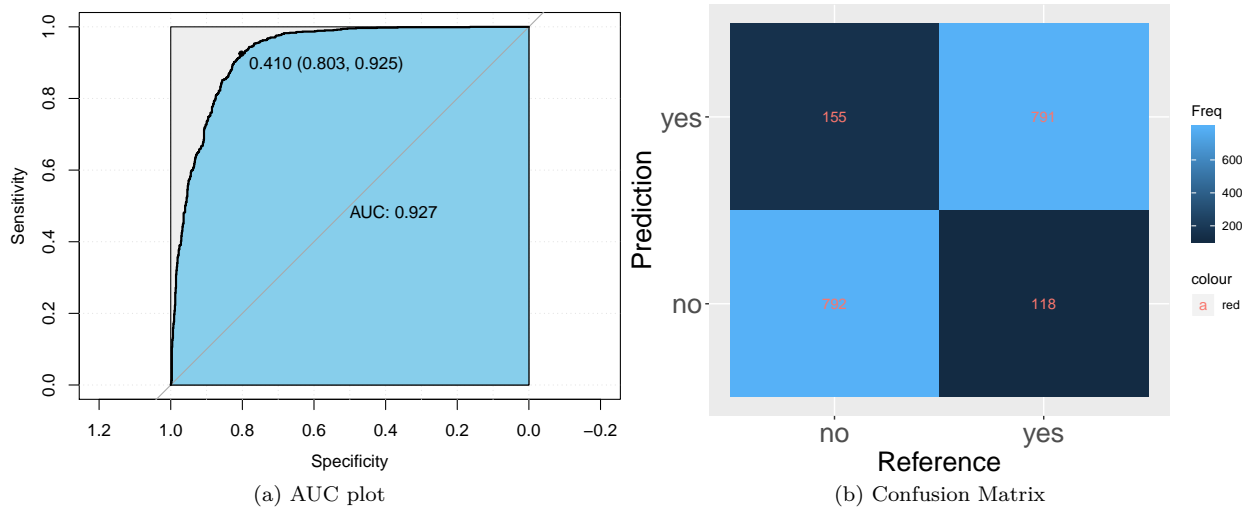 1.0
0.8
0.6
0.4
0.2
0.0
Sensitivity
0.410 (0.803, 0.925)
AUC: 0.927
1.2 1.0 0.8 0.6 0.4 0.2 0.0 −0.2
Specificity
(a) AUC plot
Prediction
yes
no
155
118
no yes
Reference
Freq
600
400
200
colour
a red
(b) Confusion Matrix